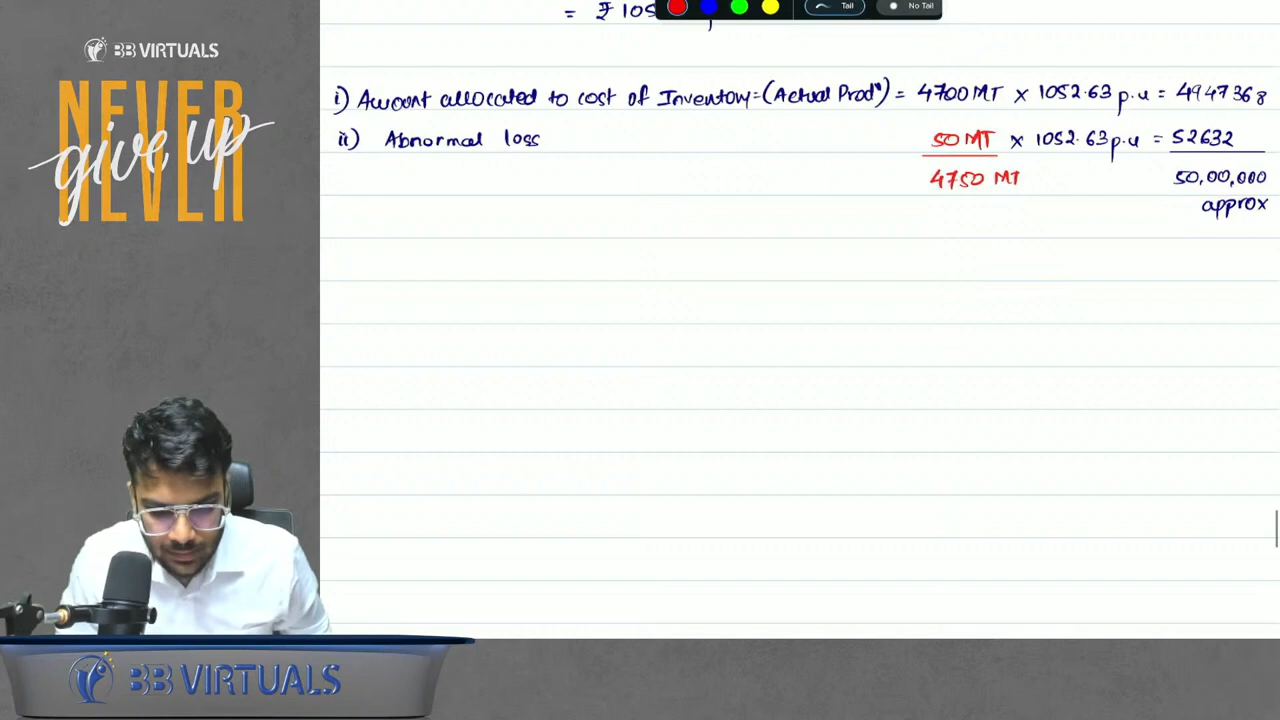 = ₹ 105
Tail
No Tail
BB VIRTUALS
NEVER
give up
NEVER
i) Amount allocated to cost of Inventory = (Actual Prodⁿ) = 4700 MT × 1052.63 p.u = 4947368
ii) Abnormal loss 50 MT × 1052.63 p.u = 52632
4750 MT 50,00,000
approx
BB VIRTUALS